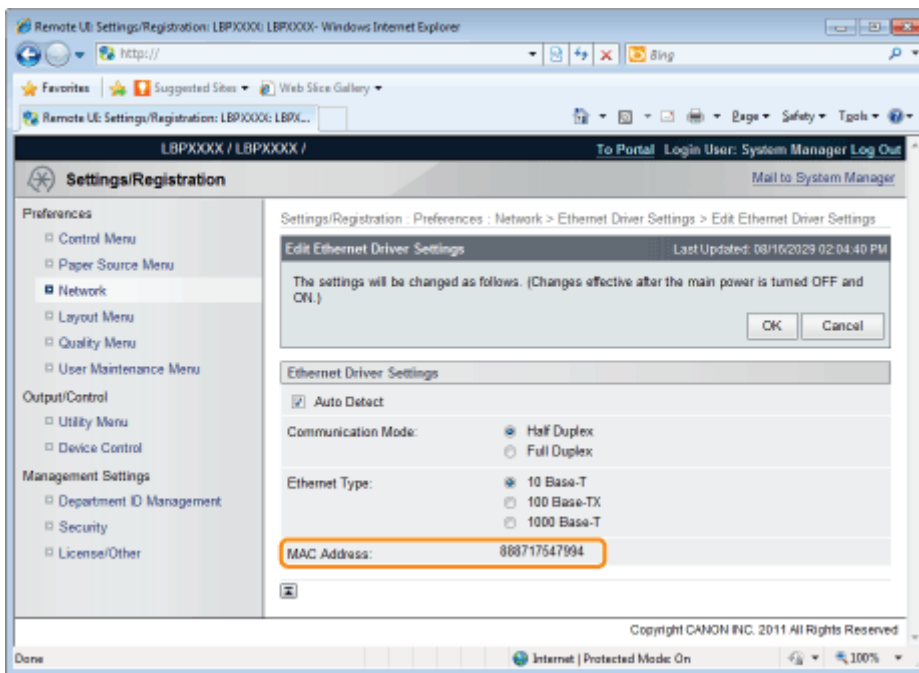 Remote UI: Settings/Registration: LBPXXXX: LBPXXXX- Windows Internet Explorer
http://
Bing
Favorites Suggested Sites Web Slice Gallery
Remote UI: Settings/Registration: LBPXXXX: LBPX...
Page Safety Tools
LBPXXXX / LBPXXXX /
To Portal Login User: System Manager Log Out
Settings/Registration
Mail to System Manager
Preferences
Control Menu
Paper Source Menu
Network
Layout Menu
Quality Menu
User Maintenance Menu
Output/Control
Utility Menu
Device Control
Management Settings
Department ID Management
Security
License/Other
Settings/Registration : Preferences : Network > Ethernet Driver Settings > Edit Ethernet Driver Settings
Edit Ethernet Driver Settings
Last Updated: 08/16/2029 02:04:40 PM
The settings will be changed as follows. (Changes effective after the main power is turned OFF and
ON.)
OK Cancel
Ethernet Driver Settings
Auto Detect
Communication Mode: Half Duplex
Full Duplex
Ethernet Type: 10 Base-T
100 Base-TX
1000 Base-T
MAC Address: 888717547994
Copyright CANON INC. 2011 All Rights Reserved
Done
Internet | Protected Mode: On
100%